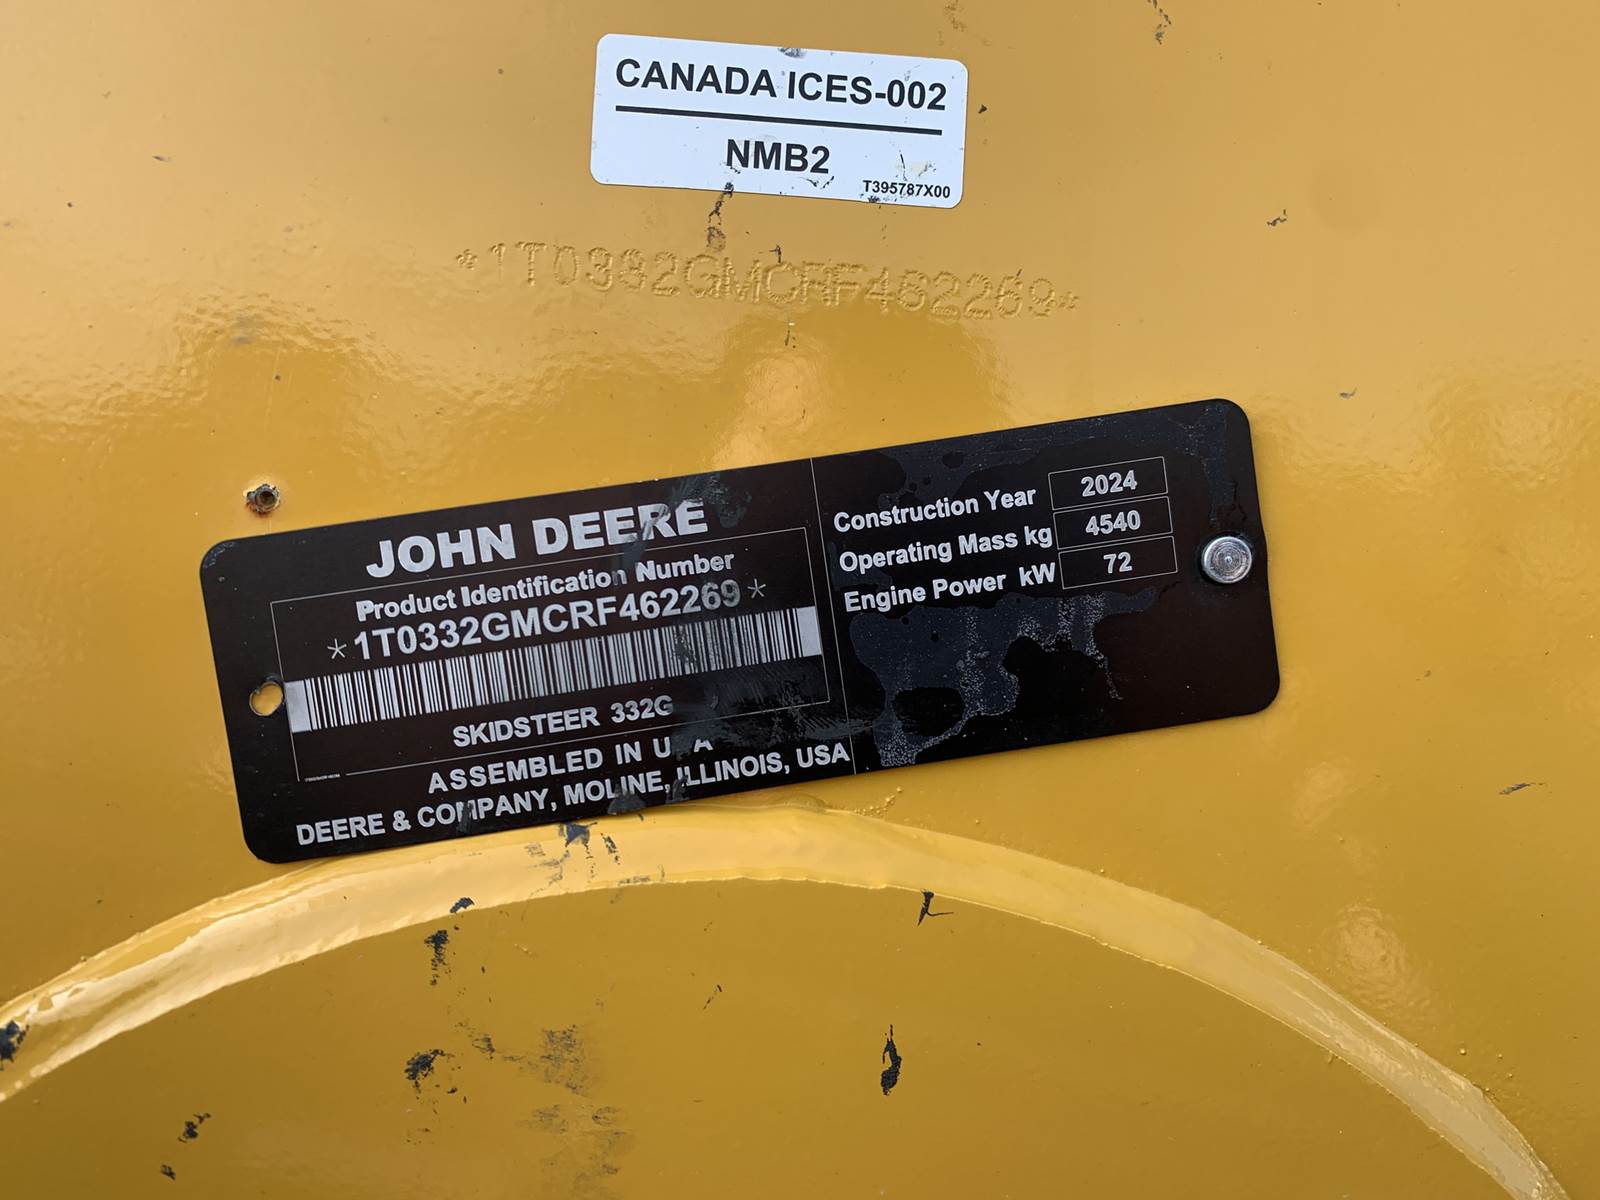 CANADA ICES-002
NMB2
T395787X00
*1T0332GMCRF462269*
JOHN DEERE
Product Identification Number
*1T0332GMCRF462269*
SKIDSTEER 332G
ASSEMBLED IN U A
DEERE & COMPANY, MOLINE, ILLINOIS, USA
Construction Year 2024
Operating Mass kg 4540
Engine Power kW 72